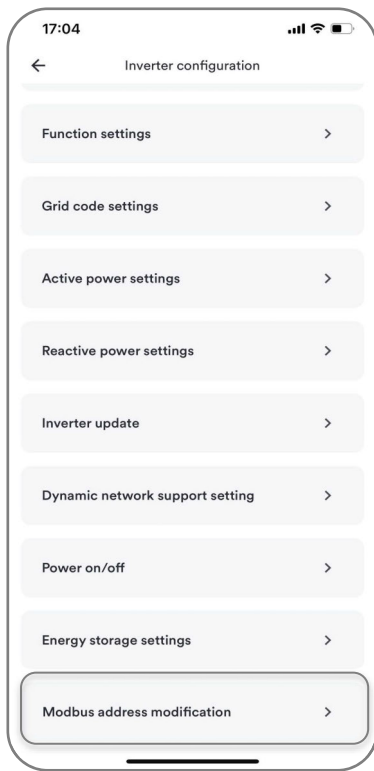 17:04
Inverter configuration
Function settings
Grid code settings
Active power settings
Reactive power settings
Inverter update
Dynamic network support setting
Power on/off
Energy storage settings
Modbus address modification